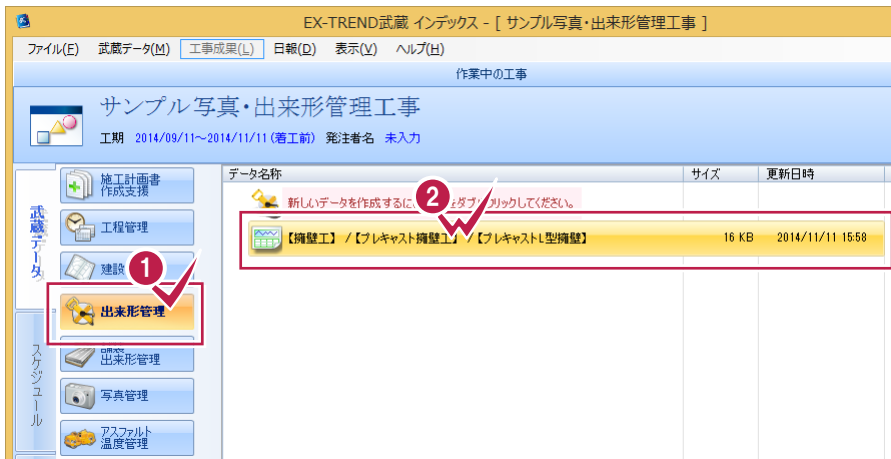 EX-TREND武蔵 インデックス - [ サンプル写真・出来形管理工事 ]
ファイル(F) 武蔵データ(M) 工事成果(L) 日報(D) 表示(V) ヘルプ(H)
作業中の工事
サンプル写真・出来形管理工事
工期 2014/09/11～2014/11/11 (着工前) 発注者名 未入力
武蔵データ
スケジュール
施工計画書
作成支援
工程管理
建設
1
出来形管理
出来形管理
写真管理
アスファルト
温度管理
データ名称 サイズ 更新日時
新しいデータを作成するに
ダブルクリックしてください。
2
【擁壁工】 /【プレキャスト擁壁工】 /【プレキャストL型擁壁】 16 KB 2014/11/11 15:58